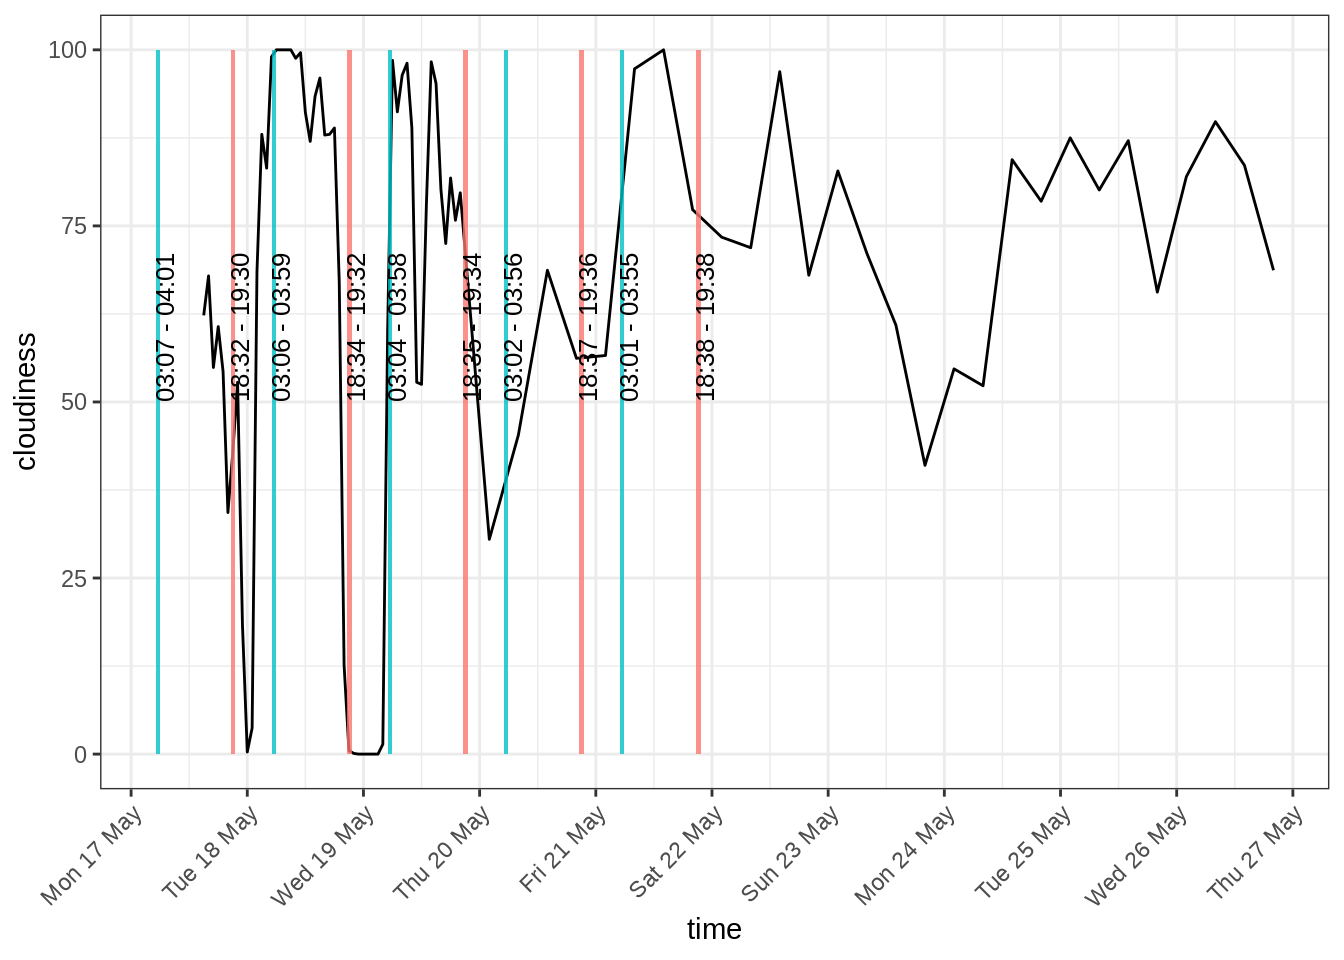 100
75
50
25
0
cloudiness
03:07 - 04:01
18:32 - 19:30
03:06 - 03:59
18:34 - 19:32
03:04 - 03:58
18:35 - 19:34
03:02 - 03:56
18:37 - 19:36
03:01 - 03:55
18:38 - 19:38
Mon 17 May
Tue 18 May
Wed 19 May
Thu 20 May
Fri 21 May
Sat 22 May
Sun 23 May
Mon 24 May
Tue 25 May
Wed 26 May
Thu 27 May
time